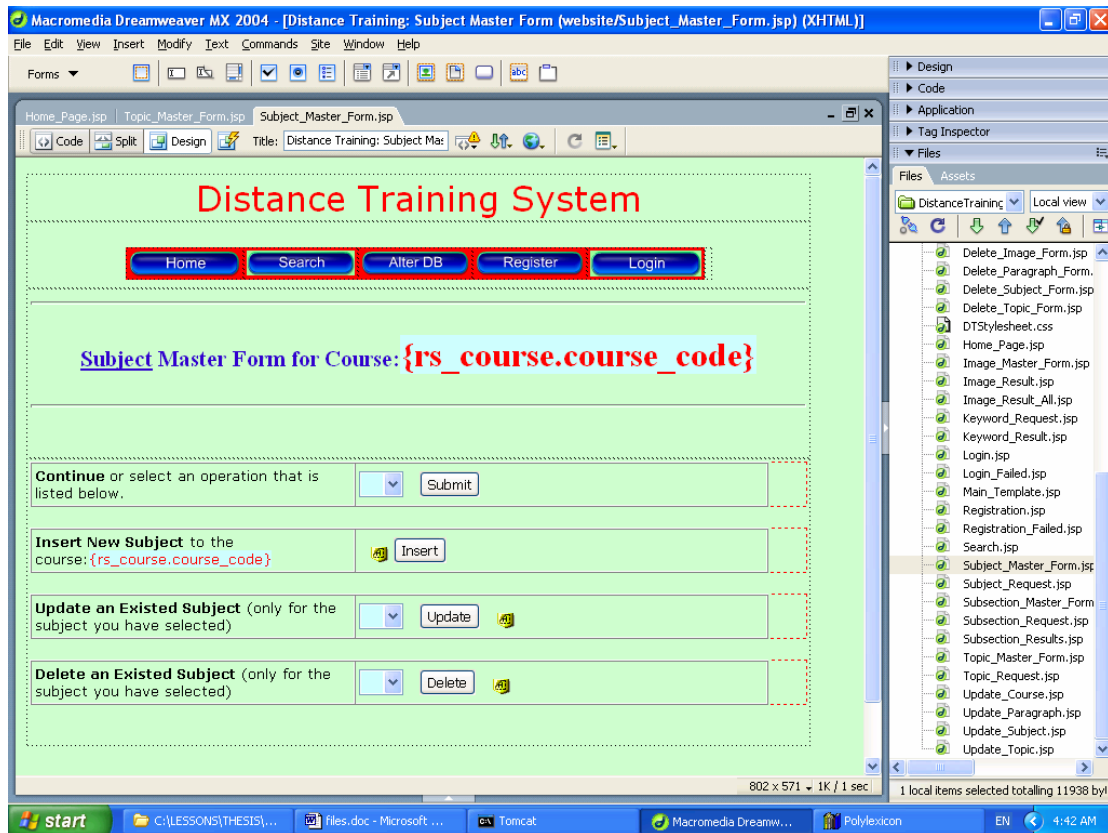 Macromedia Dreamweaver MX 2004 - [Distance Training: Subject Master Form (website/Subject_Master_Form.jsp) (XHTML)]
File Edit View Insert Modify Text Commands Site Window Help
Forms
abc
Home_Page.jsp Topic_Master_Form.jsp Subject_Master_Form.jsp
Code Split Design Title: Distance Training: Subject Mas
Distance Training System
Home Search Alter DB Register Login
Subject Master Form for Course: {rs_course.course_code}
Continue or select an operation that is
listed below.
Submit
Insert New Subject to the
course: {rs_course.course_code}
Insert
Update an Existed Subject (only for the
subject you have selected)
Update
Delete an Existed Subject (only for the
subject you have selected)
Delete
802 x 571 1K / 1 sec
Design
Code
Application
Tag Inspector
Files
Files Assets
DistanceTraining Local view
Delete_Image_Form.jsp
Delete_Paragraph_Form.
Delete_Subject_Form.jsp
Delete_Topic_Form.jsp
DTStylesheet.css
Home_Page.jsp
Image_Master_Form.jsp
Image_Result.jsp
Image_Result_All.jsp
Keyword_Request.jsp
Keyword_Result.jsp
Login.jsp
Login_Failed.jsp
Main_Template.jsp
Registration.jsp
Registration_Failed.jsp
Search.jsp
Subject_Master_Form.jsp
Subject_Request.jsp
Subsection_Master_Form
Subsection_Request.jsp
Subsection_Results.jsp
Topic_Master_Form.jsp
Topic_Request.jsp
Update_Course.jsp
Update_Paragraph.jsp
Update_Subject.jsp
Update_Topic.jsp
1 local items selected totalling 11938 by
start C:\LESSONS\THESIS\... files.doc - Microsoft ... Tomcat Macromedia Dreamw... Polylexicon EN 4:42 AM